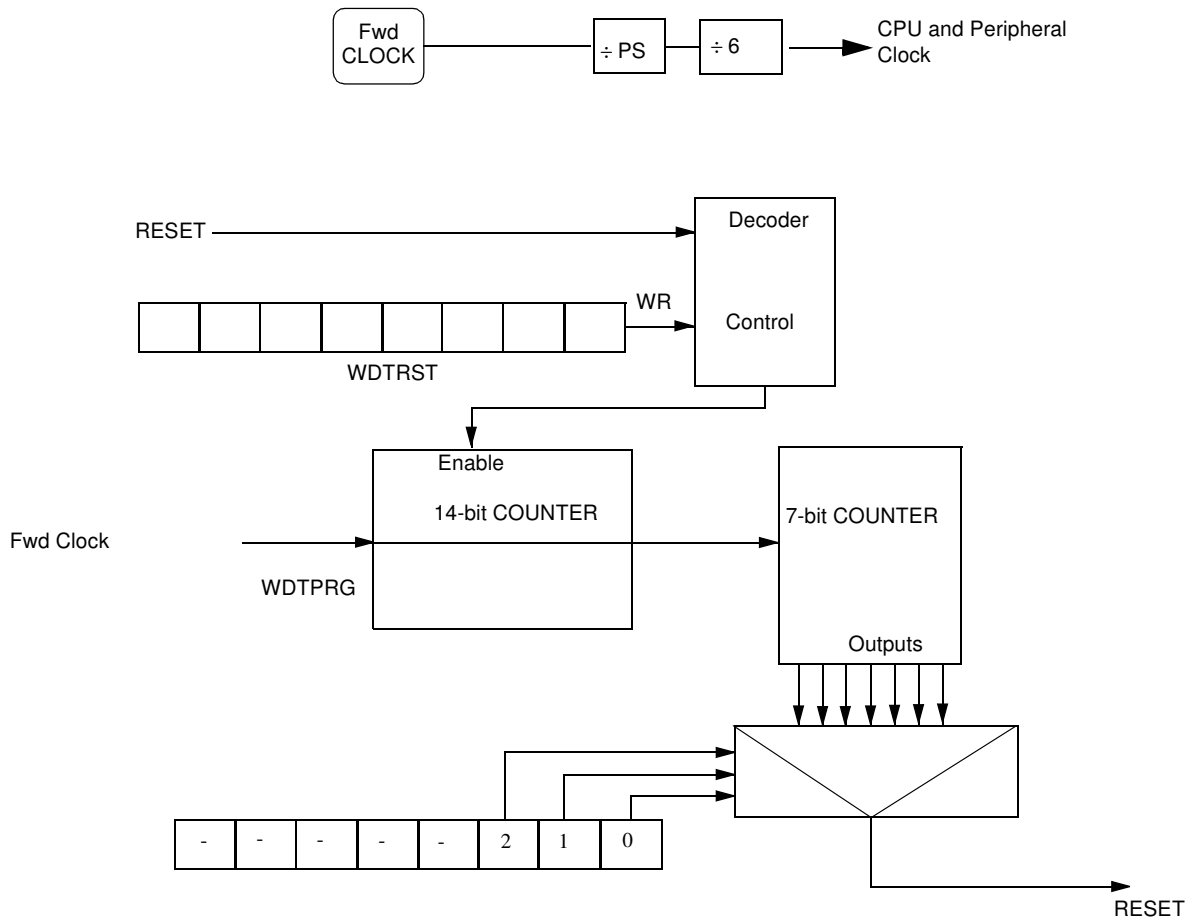 Fwd
CLOCK
÷ PS
÷ 6
CPU and Peripheral
Clock
RESET
Decoder
WR
Control
WDTRST
Enable
14-bit COUNTER
7-bit COUNTER
Fwd Clock
WDTPRG
Outputs
- - - - - 2 1 0
RESET